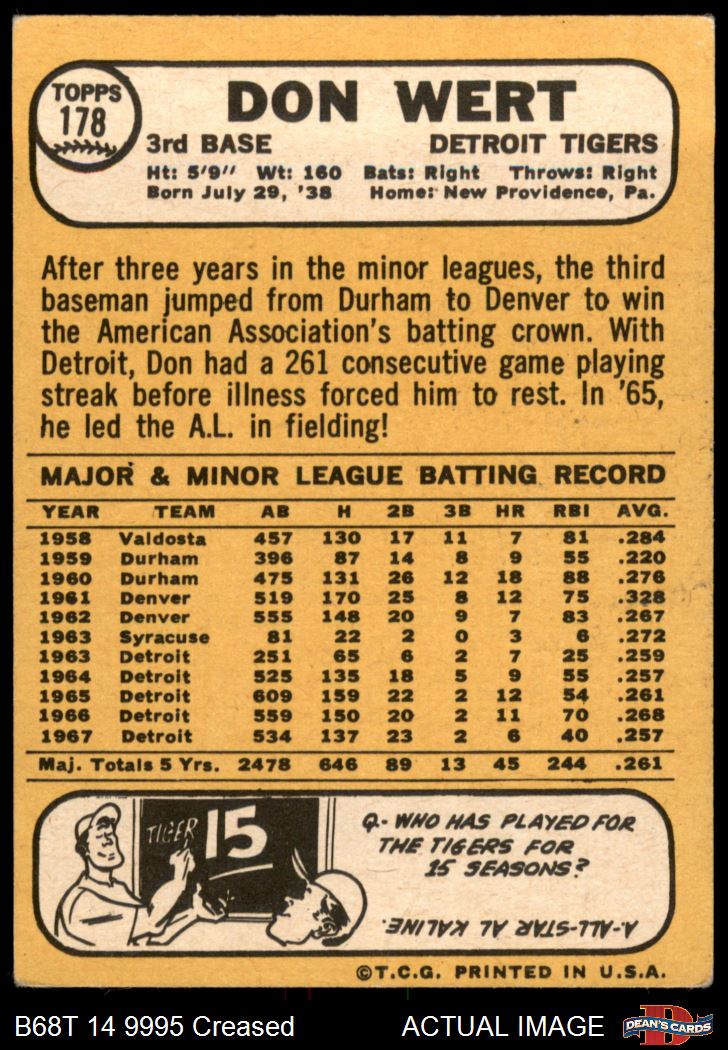 TOPPS
178
DON WERT
3rd BASE DETROIT TIGERS
Ht: 5'9" Wt: 160 Bats: Right Throws: Right
Born July 29, '38 Home: New Providence, Pa.
After three years in the minor leagues, the third
baseman jumped from Durham to Denver to win
the American Association's batting crown. With
Detroit, Don had a 261 consecutive game playing
streak before illness forced him to rest. In '65,
he led the A.L. in fielding!
MAJOR & MINOR LEAGUE BATTING RECORD
YEAR TEAM AB H 2B 3B HR RBI AVG.
1958 Valdosta 457 130 17 11 7 81 .284
1959 Durham 396 87 14 8 9 55 .220
1960 Durham 475 131 26 12 18 88 .276
1961 Denver 519 170 25 8 12 75 .328
1962 Denver 555 148 20 9 7 83 .267
1963 Syracuse 81 22 2 0 3 6 .272
1963 Detroit 251 65 6 2 7 25 .259
1964 Detroit 525 135 18 5 9 55 .257
1965 Detroit 609 159 22 2 12 54 .261
1966 Detroit 559 150 20 2 11 70 .268
1967 Detroit 534 137 23 2 6 40 .257
Maj. Totals 5 Yrs. 2478 646 89 13 45 244 .261
TIGER 15
Q- WHO HAS PLAYED FOR
THE TIGERS FOR
15 SEASONS?
A-ALL-STAR AL KALINE.
©T.C.G. PRINTED IN U.S.A.
B68T 14 9995 Creased ACTUAL IMAGE
DEAN'S CARDS